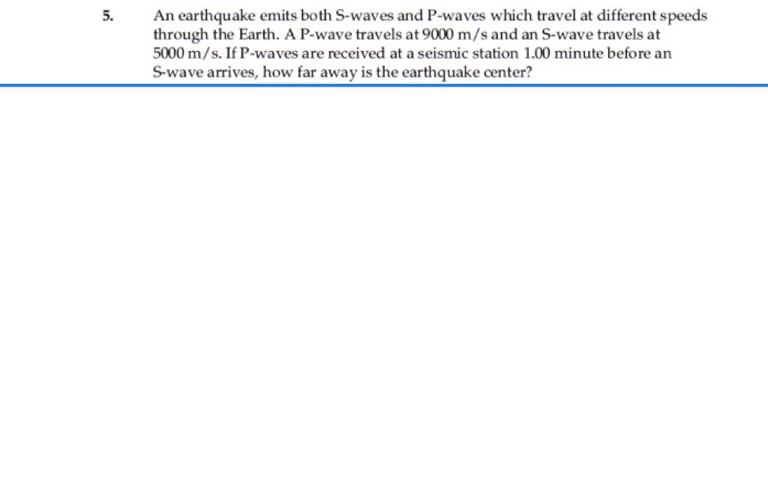 5. An earthquake emits both S-waves and P-waves which travel at different speeds
through the Earth. A P-wave travels at 9000 m/s and an S-wave travels at
5000 m/s. If P-waves are received at a seismic station 1.00 minute before an
S-wave arrives, how far away is the earthquake center?